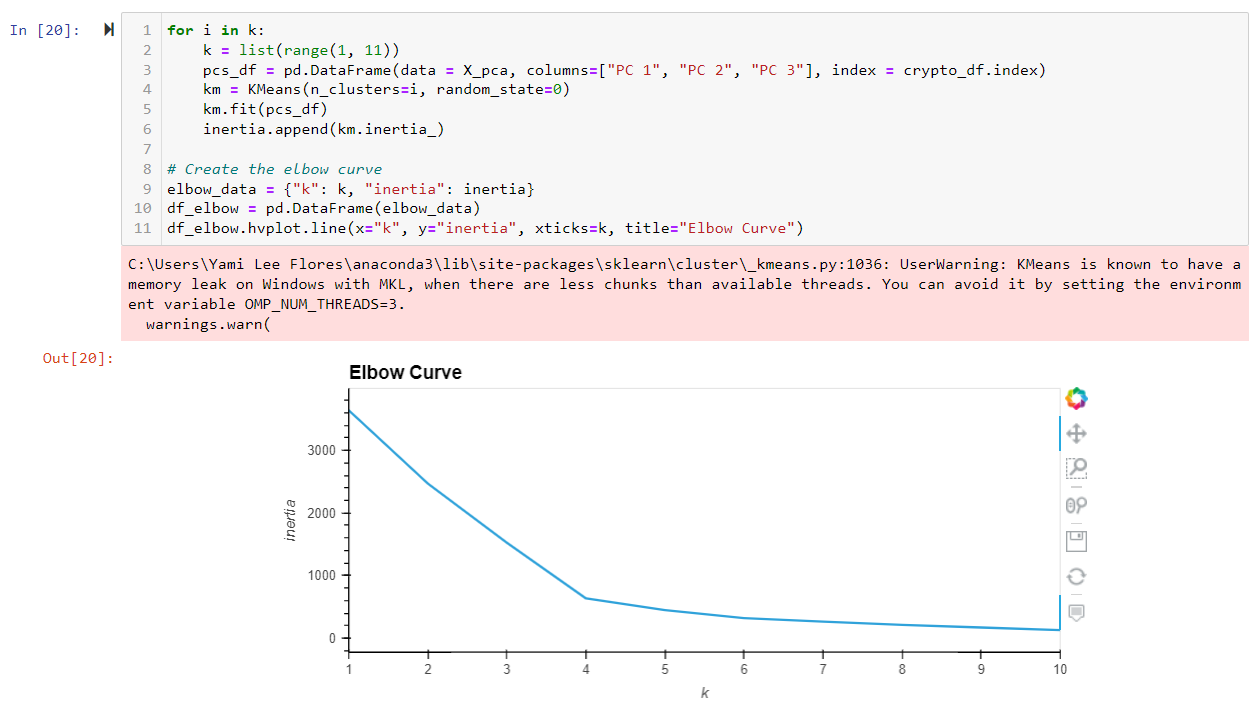 In [20]:
1 for i in k:
2     k = list(range(1, 11))
3     pcs_df = pd.DataFrame(data = X_pca, columns=["PC 1", "PC 2", "PC 3"], index = crypto_df.index)
4     km = KMeans(n_clusters=i, random_state=0)
5     km.fit(pcs_df)
6     inertia.append(km.inertia_)
7
8 # Create the elbow curve
9 elbow_data = {"k": k, "inertia": inertia}
10 df_elbow = pd.DataFrame(elbow_data)
11 df_elbow.hvplot.line(x="k", y="inertia", xticks=k, title="Elbow Curve")
C:\Users\Yami Lee Flores\anaconda3\lib\site-packages\sklearn\cluster\_kmeans.py:1036: UserWarning: KMeans is known to have a
memory leak on Windows with MKL, when there are less chunks than available threads. You can avoid it by setting the environm
ent variable OMP_NUM_THREADS=3.
  warnings.warn(
Out[20]:
Elbow Curve
3000
2000
1000
0
inertia
1 2 3 4 5 6 7 8 9 10
k